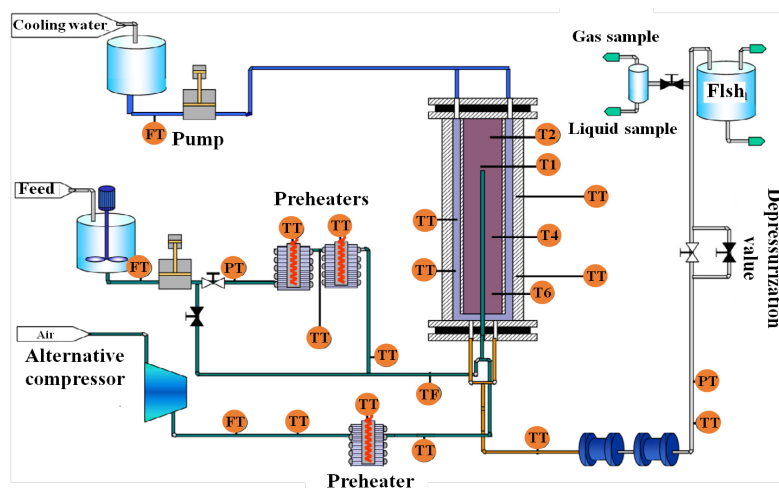 Cooling water
FT
Pump
Feed
FT
PT
Preheaters
TT
TT
TT
TT
TF
Air
Alternative
compressor
FT
TT
TT
TT
Preheater
T2
T1
T4
T6
TT
TT
TT
TT
TT
Gas sample
Liquid sample
Flsh
Depressurization
value
PT
TT